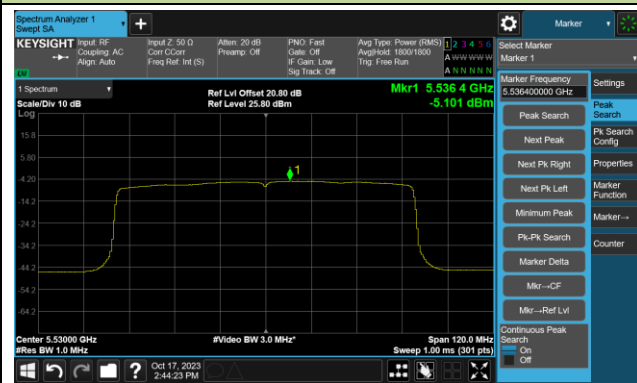 Spectrum Analyzer 1
Swept SA
+
Marker
KEYSIGHT
Input: RF
Coupling: AC
Align: Auto
Input Z: 50 Ω
Corr CCorr
Freq Ref: Int (S)
Atten: 20 dB
Preamp: Off
PNO: Fast
Gate: Off
IF Gain: Low
Sig Track: Off
Avg Type: Power (RMS)
Avg|Hold: 1800/1800
Trig: Free Run
1 2 3 4 5 6
A W W W W W
A N N N N N
Select Marker
Marker 1
1 Spectrum
Scale/Div 10 dB
Log
Ref Lvl Offset 20.80 dB
Ref Level 25.80 dBm
Mkr1 5.536 4 GHz
-5.101 dBm
15.8
5.80
-4.20
-14.2
-24.2
-34.2
-44.2
-54.2
-64.2
1
Center 5.53000 GHz
#Res BW 1.0 MHz
#Video BW 3.0 MHz*
Span 120.0 MHz
Sweep 1.00 ms (301 pts)
Marker Frequency
5.536400000 GHz
Peak Search
Next Peak
Next Pk Right
Next Pk Left
Minimum Peak
Pk-Pk Search
Marker Delta
Mkr→CF
Mkr→Ref Lvl
Continuous Peak
Search
On
Off
Settings
Peak
Search
Pk Search
Config
Properties
Marker
Function
Marker→
Counter
?
Oct 17, 2023
2:44:23 PM